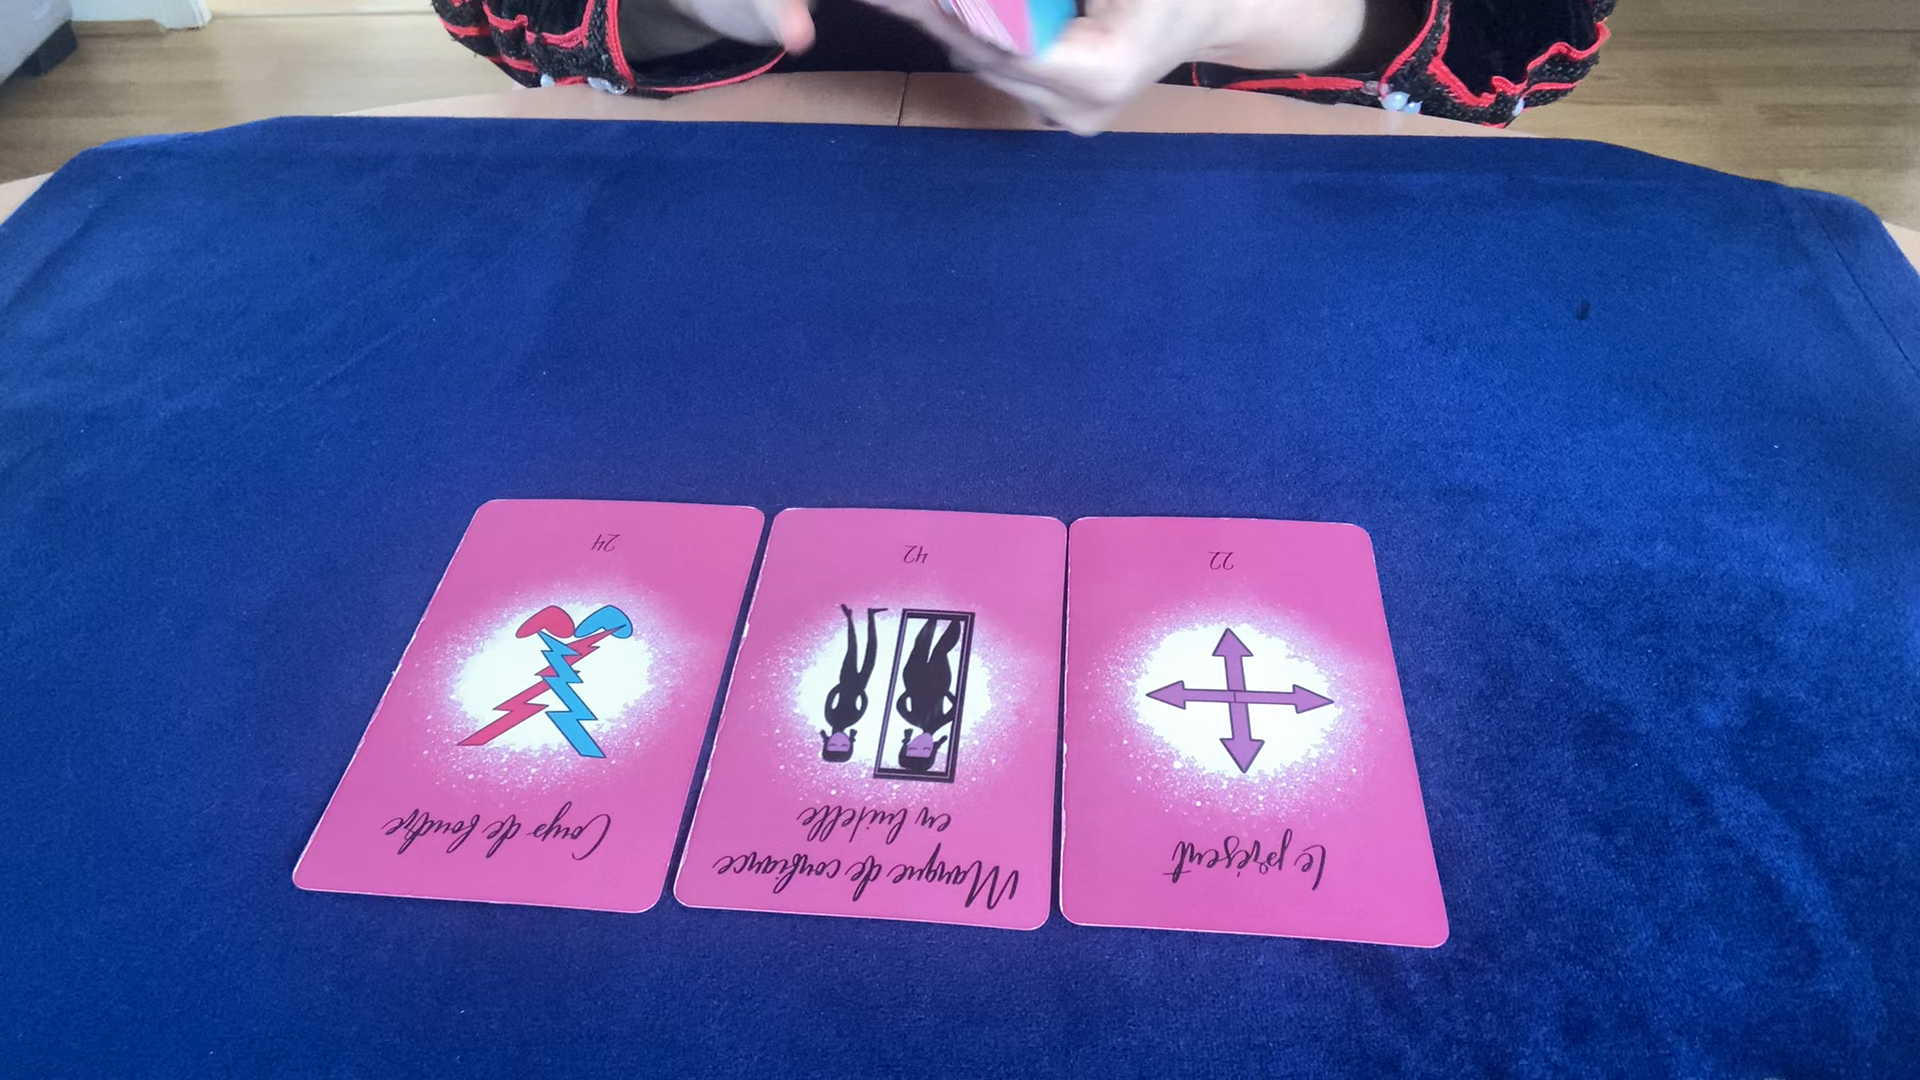 Le présent
22
Manque de confiance
en lui/elle
42
Coup de foudre
24